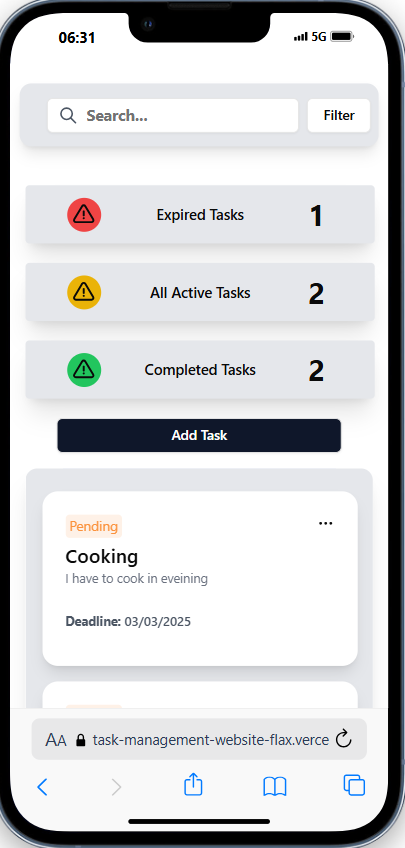 06:31
5G
Search...
Filter
Expired Tasks 1
All Active Tasks 2
Completed Tasks 2
Add Task
Pending
Cooking
I have to cook in eveining
Deadline: 03/03/2025
AA task-management-website-flax.verce